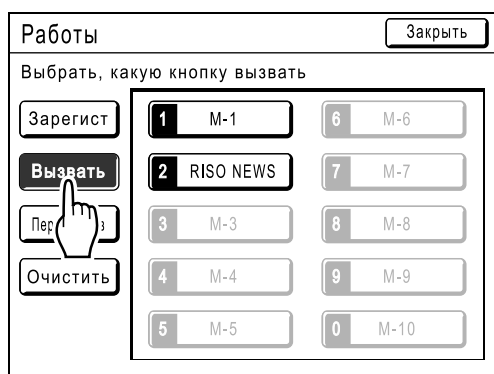 Работы
Закрыть
Выбрать, какую кнопку вызвать
Зарегист
Вызвать
Очистить
1 M-1
2 RISO NEWS
3 M-3
4 M-4
5 M-5
6 M-6
7 M-7
8 M-8
9 M-9
0 M-10